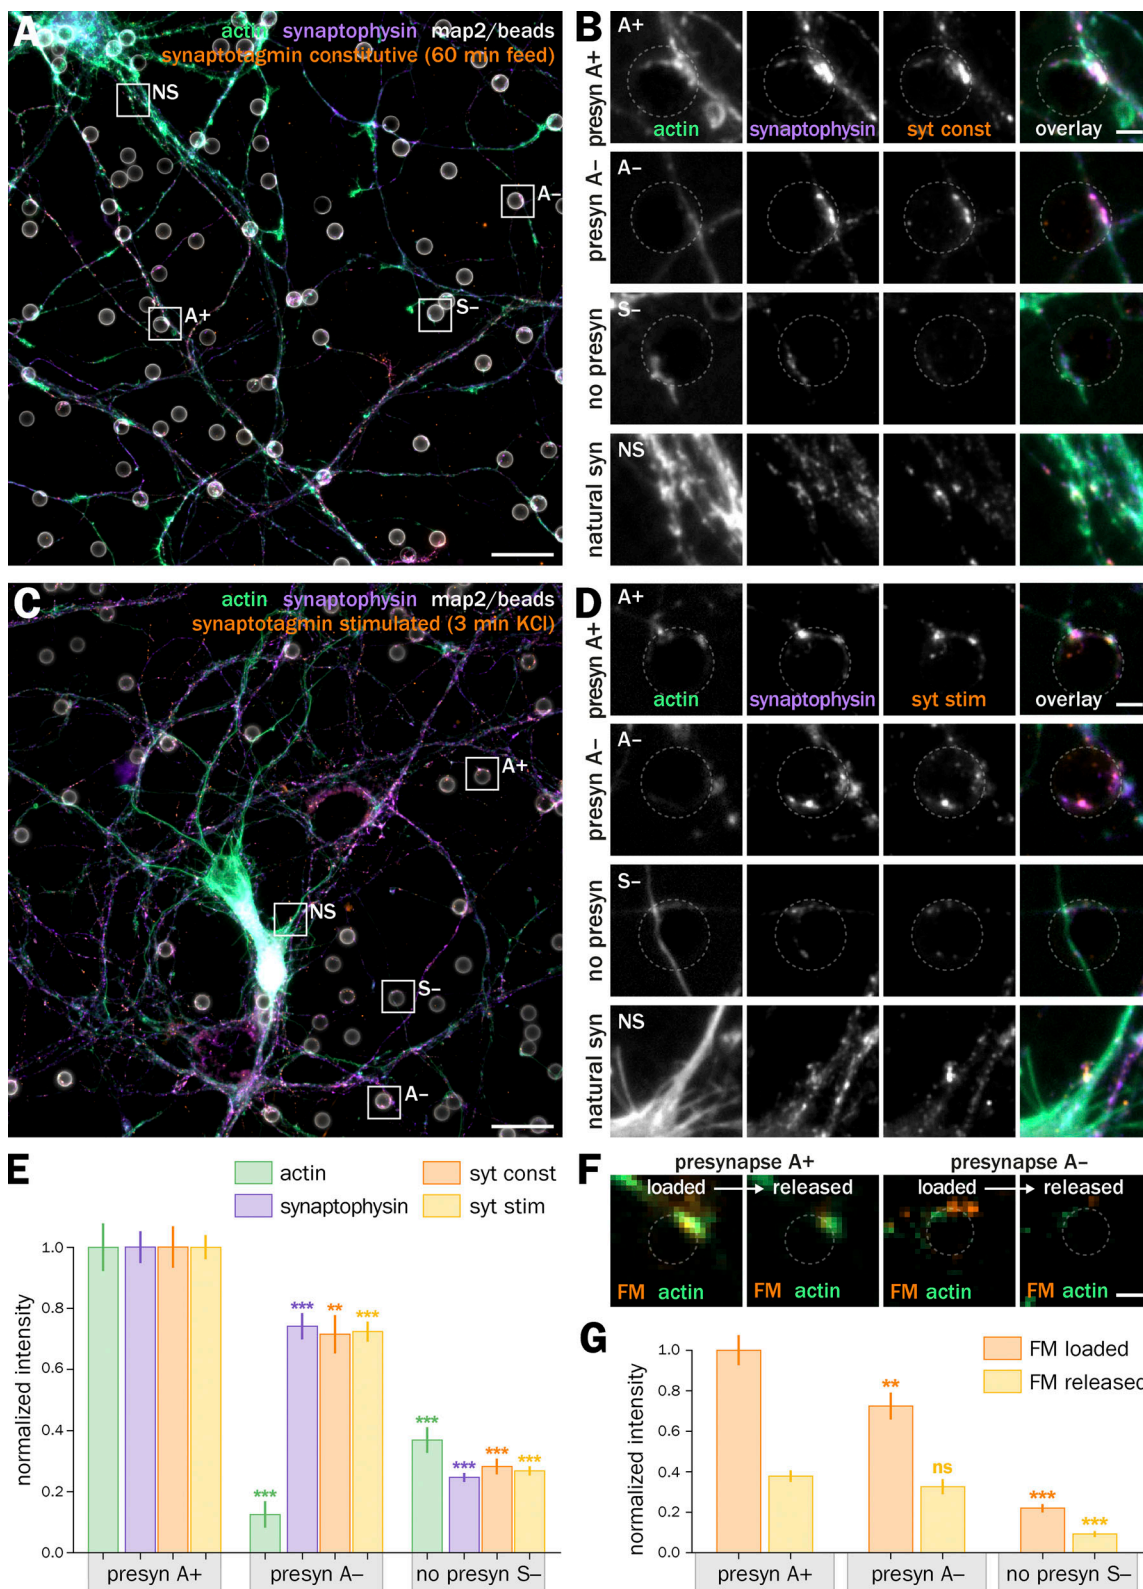 A
actin synaptophysin map2/beads
synaptotagmin constitutive (60 min feed)
NS
A–
A+
S–
B
presyn A+
A+
actin
synaptophysin
syt const
overlay
presyn A–
A–
no presyn
S–
natural syn
NS
C
actin synaptophysin map2/beads
synaptotagmin stimulated (3 min KCl)
A+
NS
S–
A–
D
presyn A+
A+
actin
synaptophysin
syt stim
overlay
presyn A–
A–
no presyn
S–
natural syn
NS
E
actin
synaptophysin
syt const
syt stim
normalized intensity
1.0
0.8
0.6
0.4
0.2
0.0
*** ** ***
***
***
*** *** ***
presyn A+
presyn A–
no presyn S–
F
presynapse A+
presynapse A–
loaded → released
loaded → released
FM actin
FM actin
FM actin
FM actin
G
FM loaded
FM released
normalized intensity
1.0
0.8
0.6
0.4
0.2
0.0
**
ns
***
***
presyn A+
presyn A–
no presyn S–